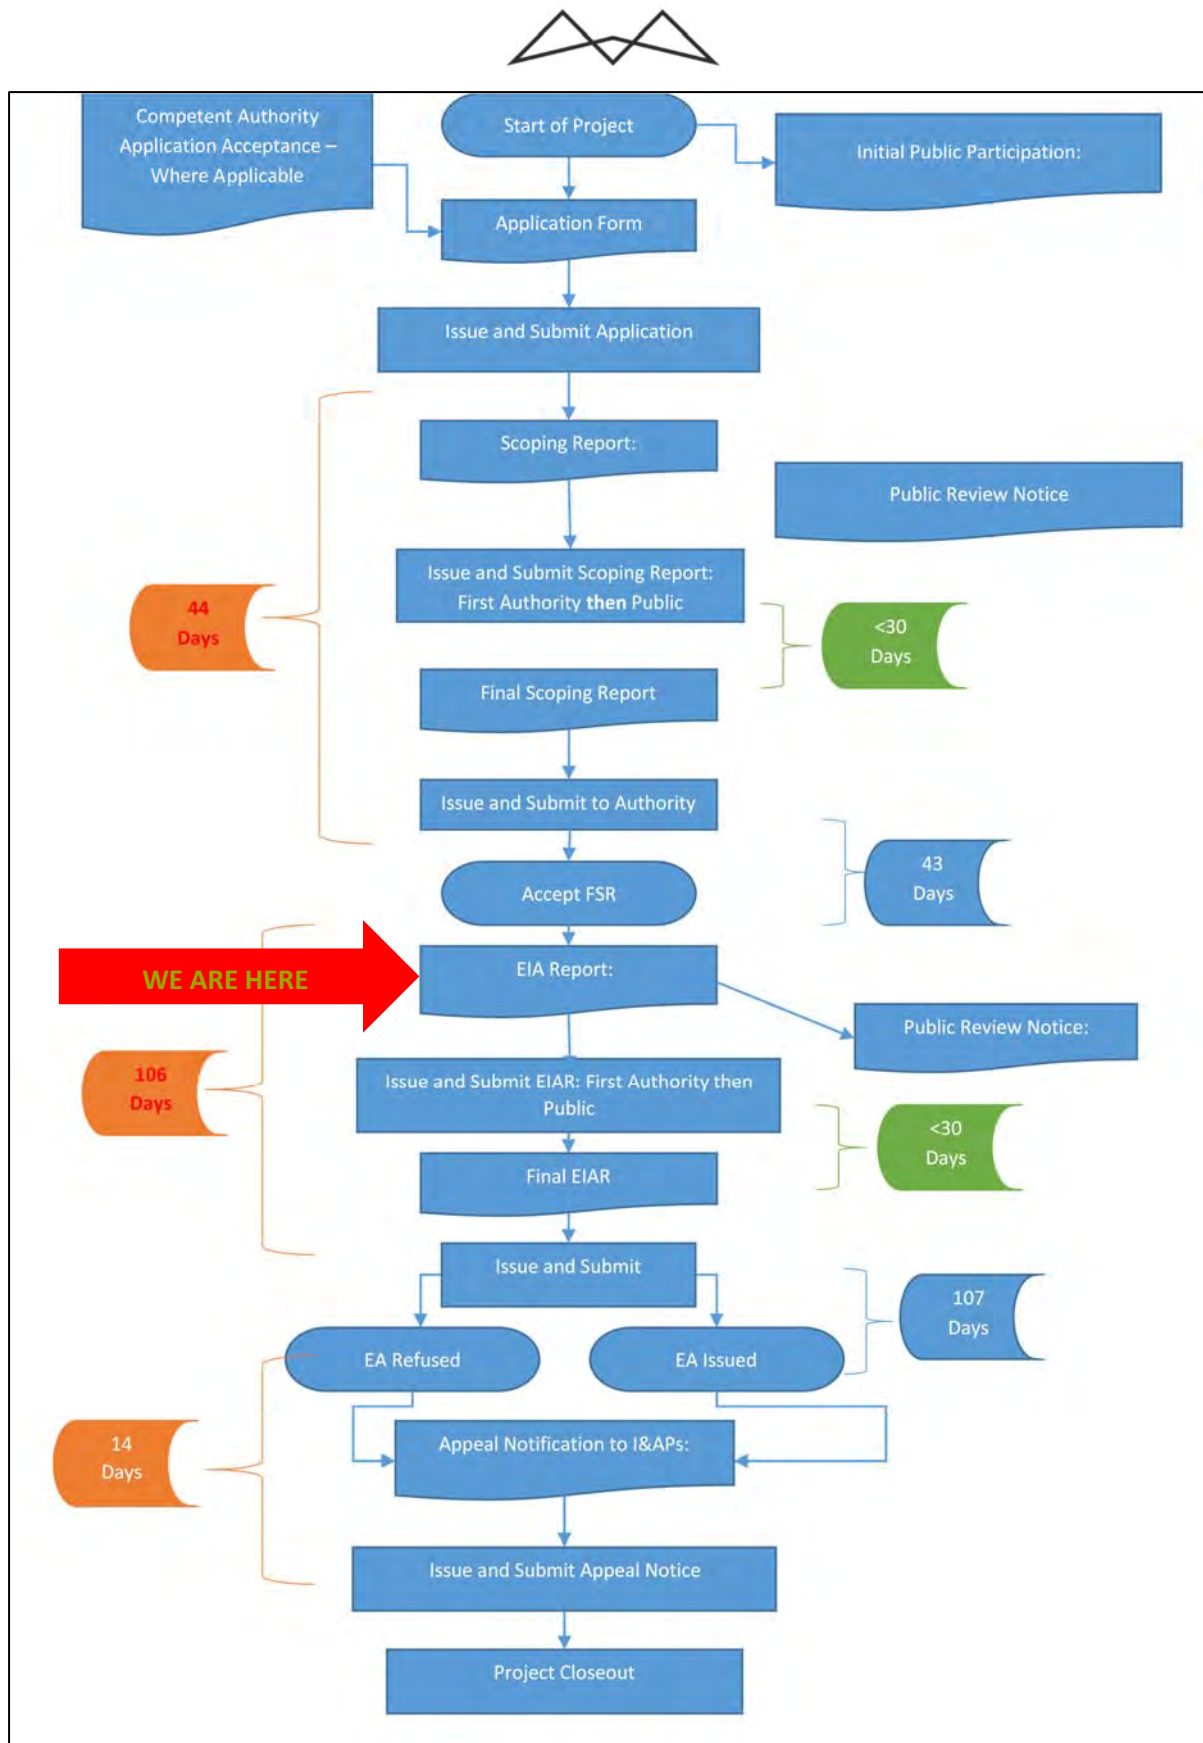 Competent Authority
Application Acceptance –
Where Applicable
Start of Project
Initial Public Participation:
Application Form
Issue and Submit Application
Scoping Report:
Public Review Notice
Issue and Submit Scoping Report:
First Authority then Public
44
Days
<30
Days
Final Scoping Report
Issue and Submit to Authority
43
Days
Accept FSR
WE ARE HERE
EIA Report:
Public Review Notice:
106
Days
Issue and Submit EIAR: First Authority then
Public
<30
Days
Final EIAR
Issue and Submit
107
Days
EA Refused
EA Issued
14
Days
Appeal Notification to I&APs:
Issue and Submit Appeal Notice
Project Closeout